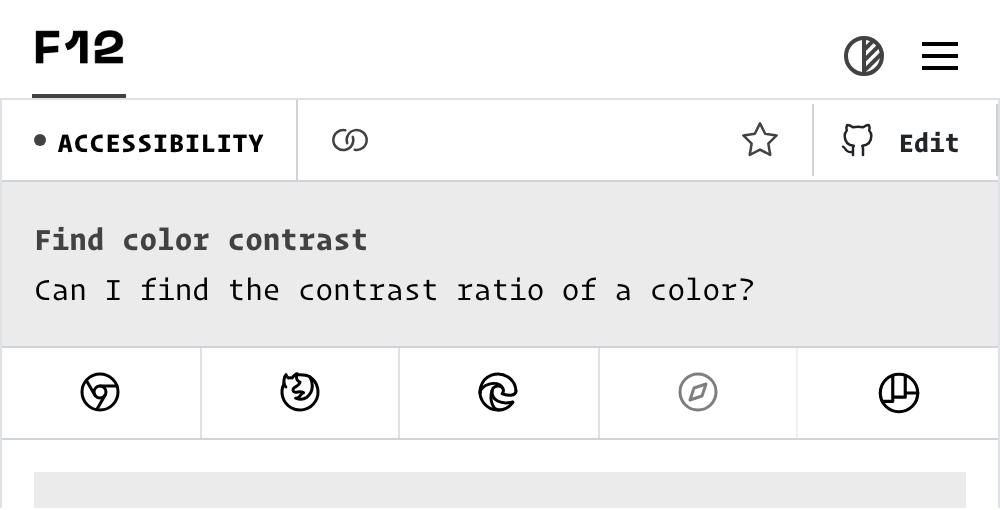 F12
ACCESSIBILITY
Edit
Find color contrast
Can I find the contrast ratio of a color?